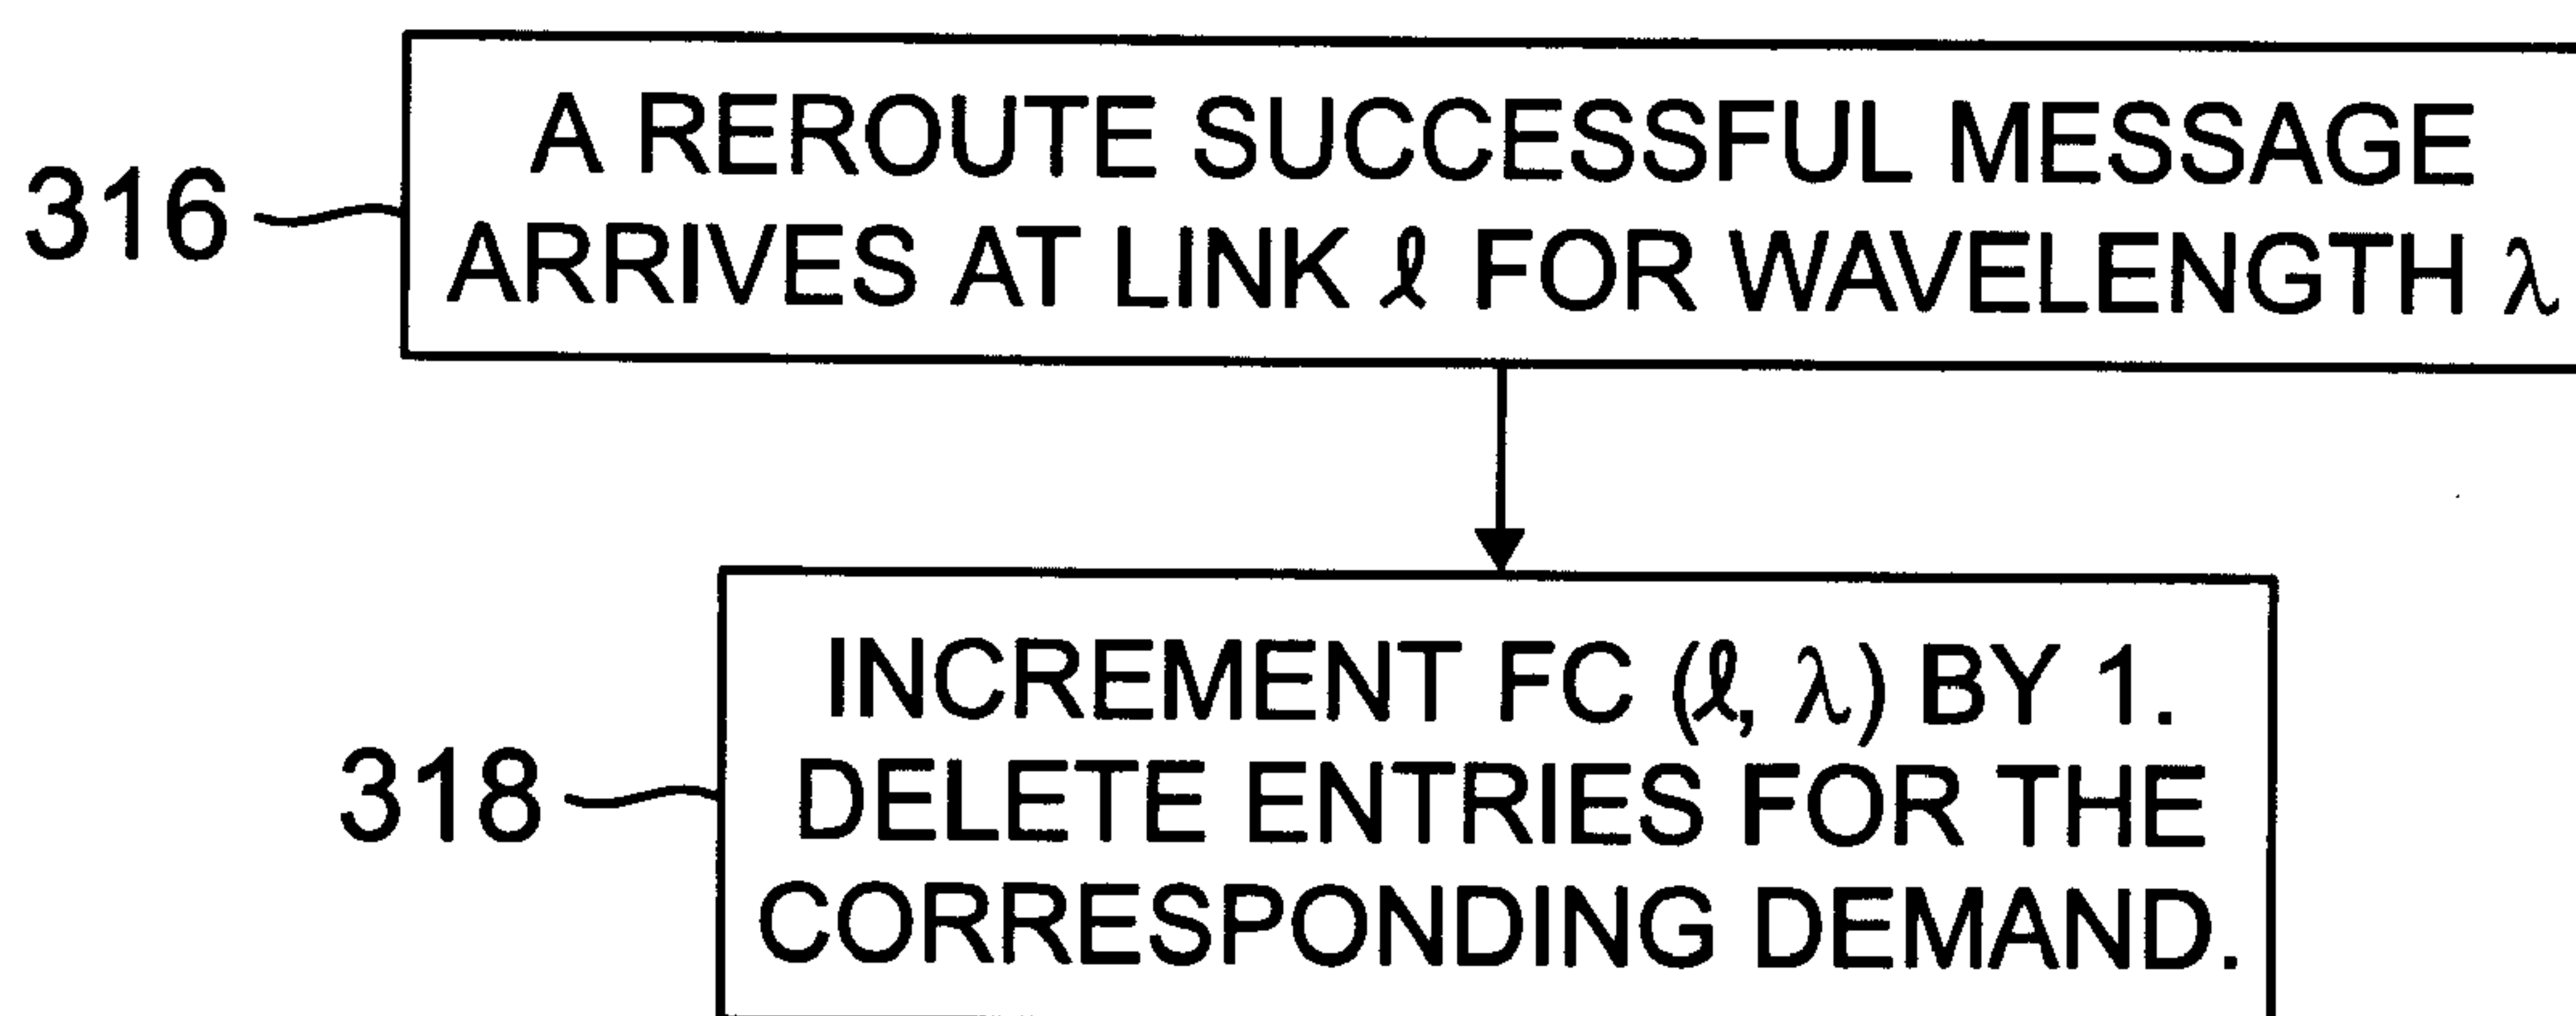 316
A REROUTE SUCCESSFUL MESSAGE
ARRIVES AT LINK ℓ FOR WAVELENGTH λ
318
INCREMENT FC (ℓ, λ) BY 1.
DELETE ENTRIES FOR THE
CORRESPONDING DEMAND.